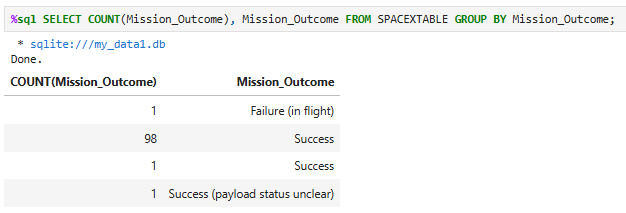 %sql SELECT COUNT(Mission_Outcome), Mission_Outcome FROM SPACEXTABLE GROUP BY Mission_Outcome;
* sqlite:///my_data1.db
Done.
COUNT(Mission_Outcome) Mission_Outcome
1 Failure (in flight)
98 Success
1 Success
1 Success (payload status unclear)